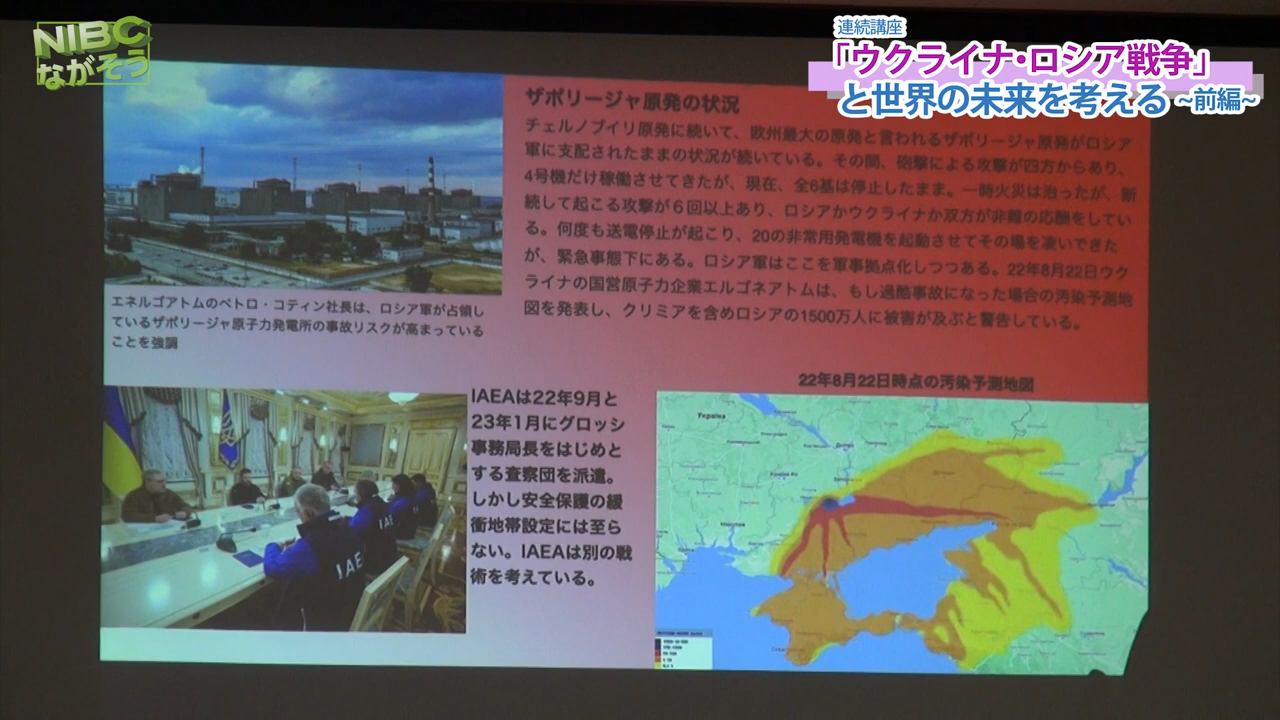 NIBC
ながそう
連続講座
「ウクライナ・ロシア戦争」
と世界の未来を考える ~前編~
ザポリージャ原発の状況
チェルノブイリ原発に続いて、欧州最大の原発と言われるザポリージャ原発がロシア
軍に支配されたままの状況が続いている。その間、砲撃による攻撃が四方からあり、
4号機だけ稼働させてきたが、現在、全6基は停止したまま。一時火災は治ったが、断
続して起こる攻撃が６回以上あり、ロシアかウクライナか双方が非難の応酬をしてい
る。何度も送電停止が起こり、20の非常用発電機を起動させてその場を凌いできた
が、緊急事態下にある。ロシア軍はここを軍事拠点化しつつある。22年8月22日ウク
ライナの国営原子力企業エルゴネアトムは、もし過酷事故になった場合の汚染予測地
図を発表し、クリミアを含めロシアの1500万人に被害が及ぶと警告している。
エネルゴアトムのペトロ・コティン社長は、ロシア軍が占領し
ているザポリージャ原子力発電所の事故リスクが高まっている
ことを強調
IAEAは22年9月と
23年1月にグロッシ
事務局長をはじめと
する査察団を派遣。
しかし安全保護の緩
衝地帯設定には至ら
ない。IAEAは別の戦
術を考えている。
IAE
IAE
22年8月22日時点の汚染予測地図
Україна